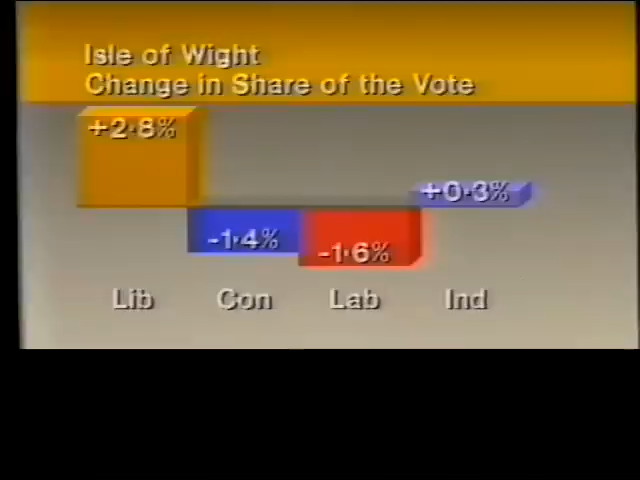 Isle of Wight
Change in Share of the Vote
+2·8%
+0·3%
-1·4%
-1·6%
Lib Con Lab Ind